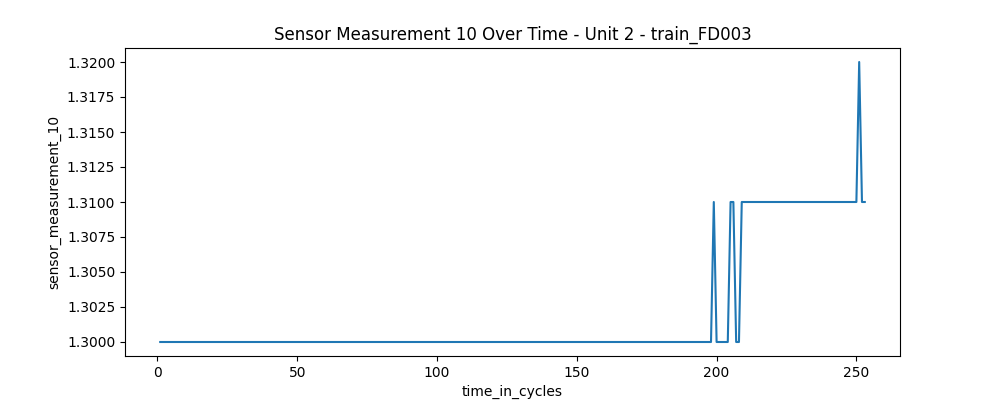 Sensor Measurement 10 Over Time - Unit 2 - train_FD003
1.3200
1.3175
1.3150
1.3125
1.3100
1.3075
1.3050
1.3025
1.3000
sensor_measurement_10
0 50 100 150 200 250
time_in_cycles